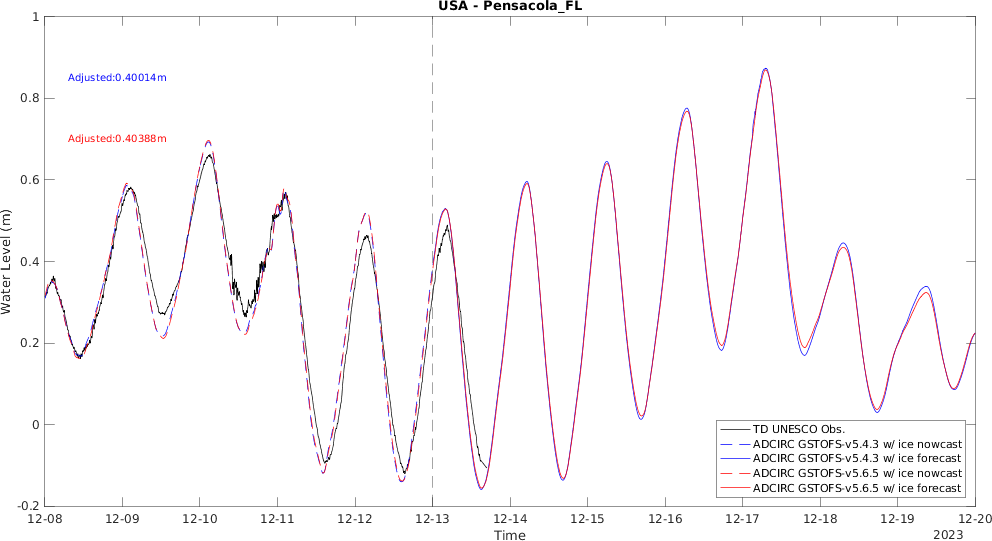 USA - Pensacola_FL
1
0.8
0.6
0.4
0.2
0
-0.2
Water Level (m)
Adjusted:0.40014m
Adjusted:0.40388m
TD UNESCO Obs.
ADCIRC GSTOFS-v5.4.3 w/ ice nowcast
ADCIRC GSTOFS-v5.4.3 w/ ice forecast
ADCIRC GSTOFS-v5.6.5 w/ ice nowcast
ADCIRC GSTOFS-v5.6.5 w/ ice forecast
12-08 12-09 12-10 12-11 12-12 12-13 12-14 12-15 12-16 12-17 12-18 12-19 12-20
Time
2023